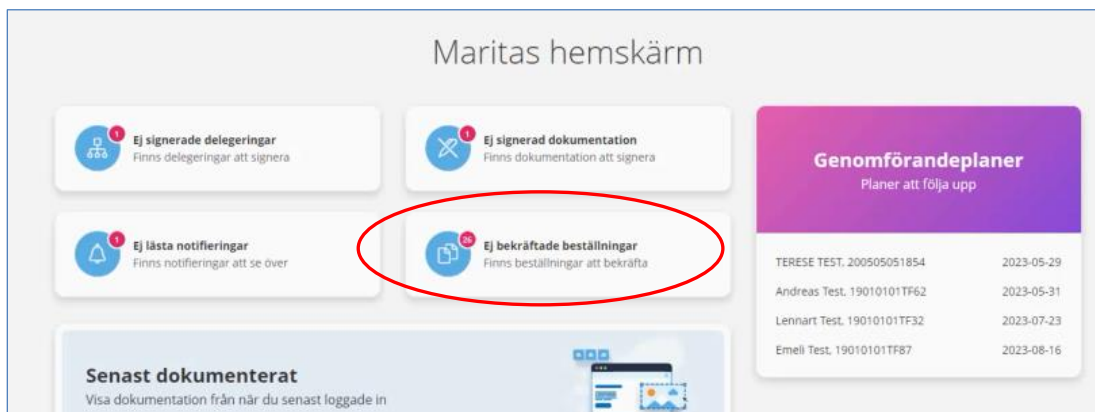 Maritas hemskärm
1
Ej signerade delegeringar
Finns delegeringar att signera
1
Ej signerad dokumentation
Finns dokumentation att signera
1
Ej lästa notifieringar
Finns notifieringar att se över
26
Ej bekräftade beställningar
Finns beställningar att bekräfta
Senast dokumenterat
Visa dokumentation från när du senast loggade in
Genomförandeplaner
Planer att följa upp
TERESE TEST, 200505051854 2023-05-29
Andreas Test, 19010101TF62 2023-05-31
Lennart Test, 19010101TF32 2023-07-23
Emeli Test, 19010101TF87 2023-08-16